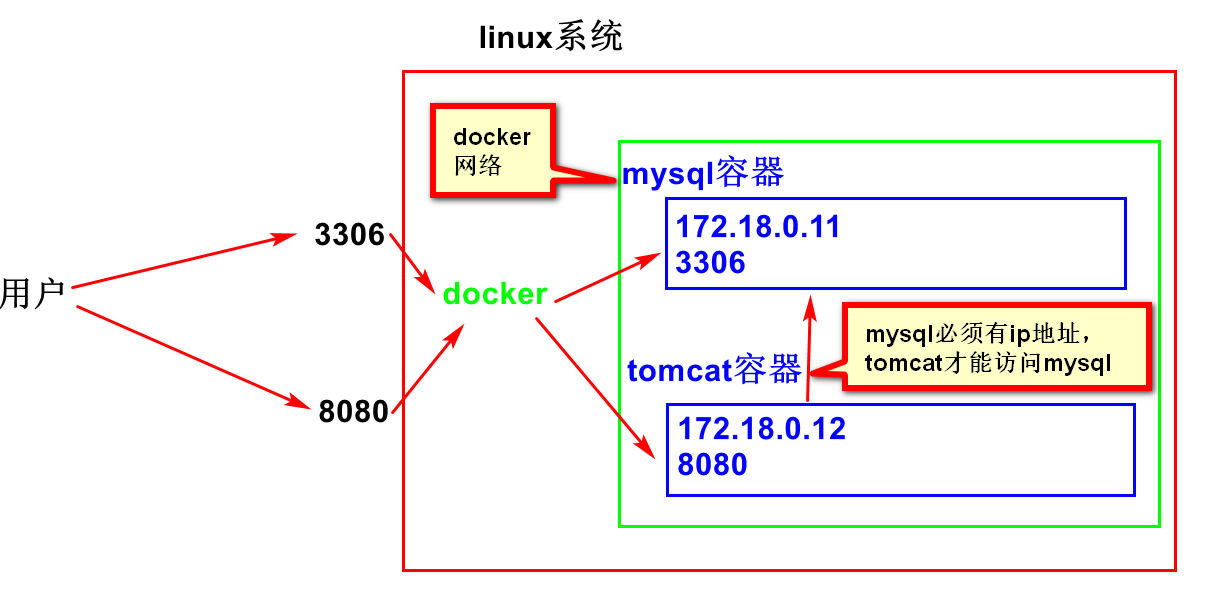 linux系统
docker
网络
mysql容器
172.18.0.11
3306
3306
用户
docker
mysql必须有ip地址，
tomcat才能访问mysql
tomcat容器
8080
172.18.0.12
8080